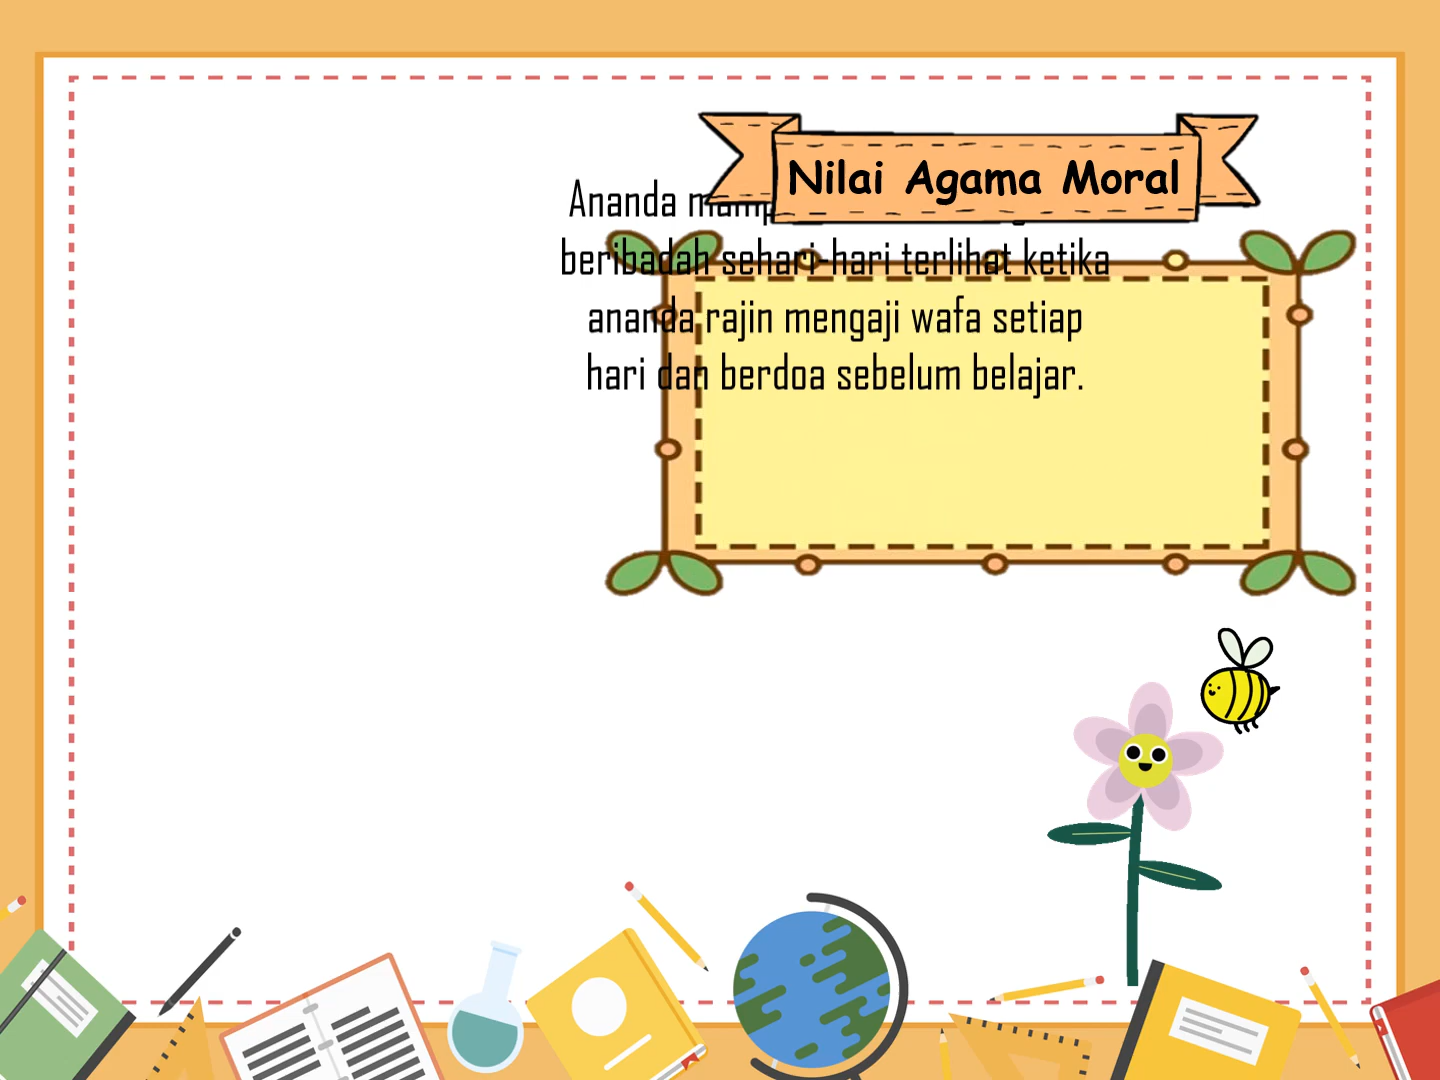 Nilai Agama Moral
Ananda
beribadah sehari-hari terlihat ketika
ananda rajin mengaji wafa setiap
hari dan berdoa sebelum belajar.